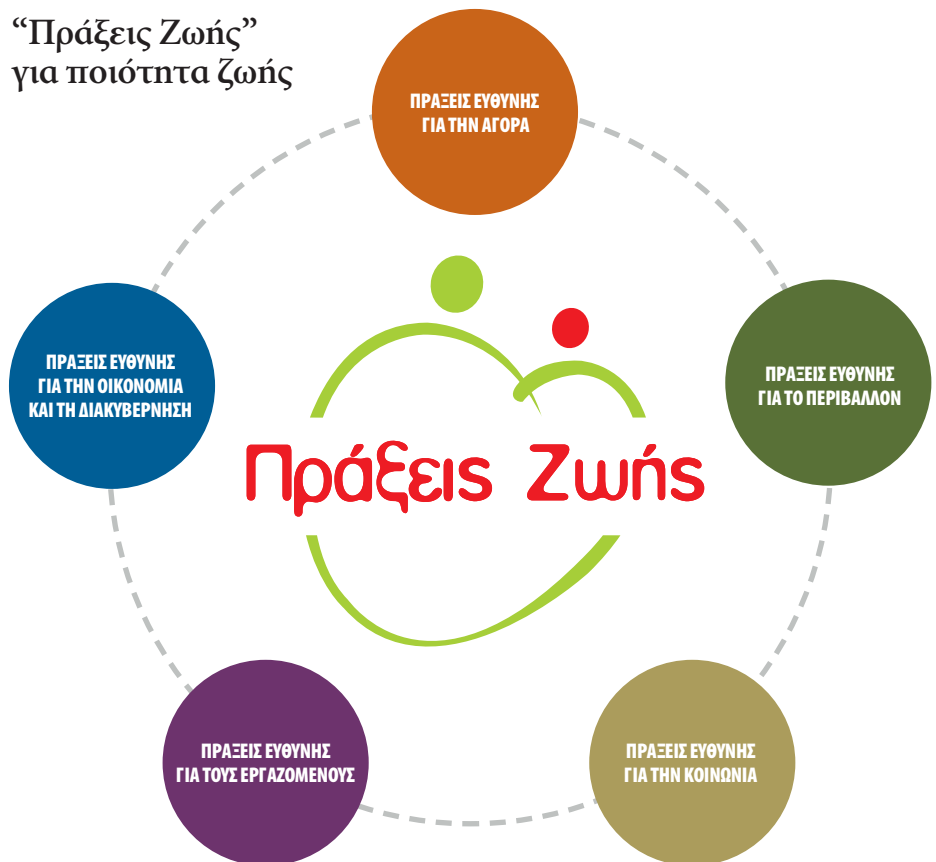 “Πράξεις Ζωής”
για ποιότητα ζωής
ΠΡΑΞΕΙΣ ΕΥΘΥΝΗΣ
ΓΙΑ ΤΗΝ ΑΓΟΡΑ
ΠΡΑΞΕΙΣ ΕΥΘΥΝΗΣ
ΓΙΑ ΤΗΝ ΟΙΚΟΝΟΜΙΑ
ΚΑΙ ΤΗ ΔΙΑΚΥΒΕΡΝΗΣΗ
ΠΡΑΞΕΙΣ ΕΥΘΥΝΗΣ
ΓΙΑ ΤΟ ΠΕΡΙΒΑΛΛΟΝ
Πράξεις Ζωής
ΠΡΑΞΕΙΣ ΕΥΘΥΝΗΣ
ΓΙΑ ΤΟΥΣ ΕΡΓΑΖΟΜΕΝΟΥΣ
ΠΡΑΞΕΙΣ ΕΥΘΥΝΗΣ
ΓΙΑ ΤΗΝ ΚΟΙΝΩΝΙΑ